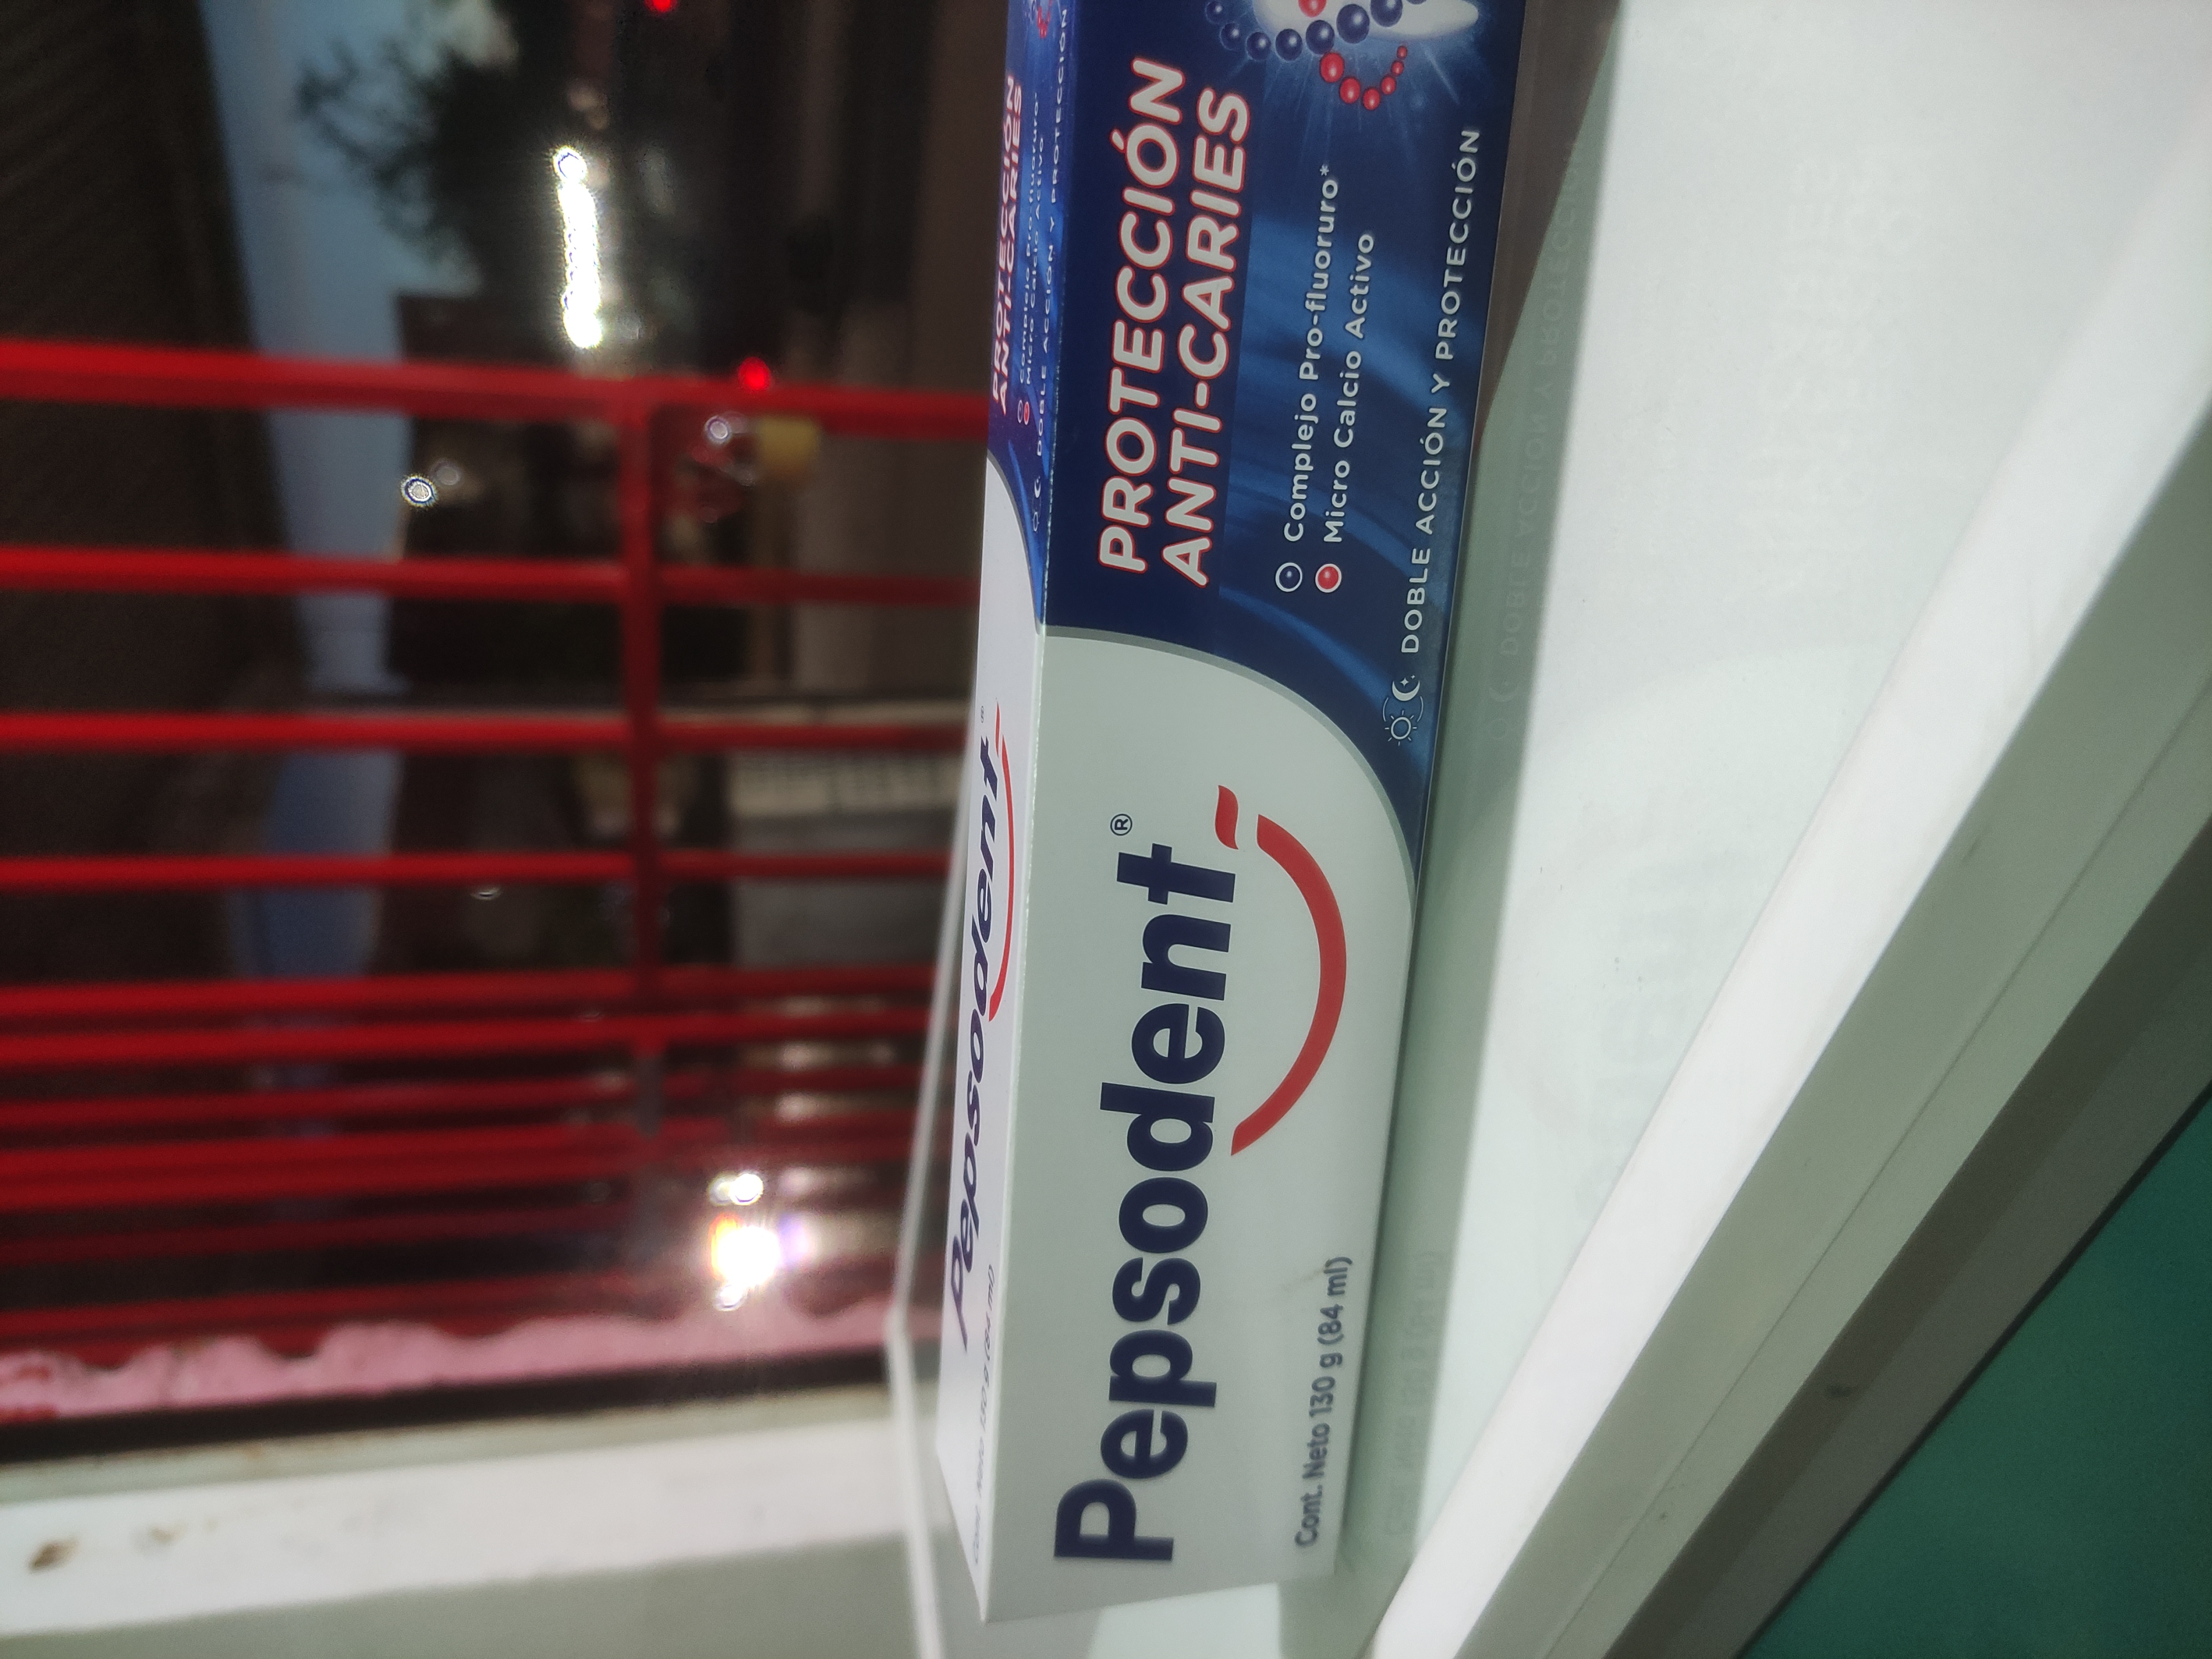 Pepsodent®
Cont. Neto 130 g (84 ml)
PROTECCIÓN
ANTI-CARIES
Complejo Pro-fluoruro*
Micro Calcio Activo
DOBLE ACCIÓN Y PROTECCIÓN
Pepsodent®
Cont. Neto 130 g (84 ml)
PROTECCIÓN
ANTI-CARIES
Complejo Pro-fluoruro*
Micro Calcio Activo
DOBLE ACCIÓN Y PROTECCIÓN